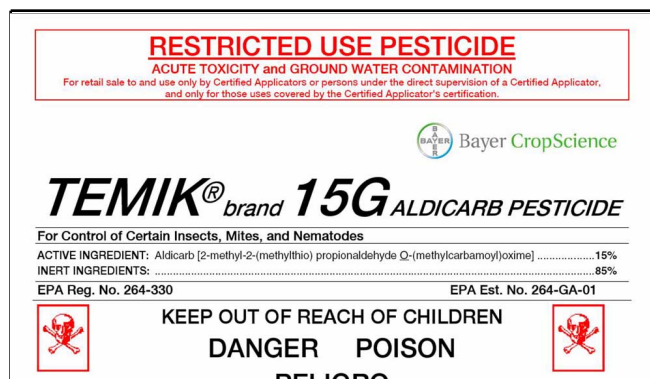 RESTRICTED USE PESTICIDE
ACUTE TOXICITY and GROUND WATER CONTAMINATION
For retail sale to and use only by Certified Applicators or persons under the direct supervision of a Certified Applicator,
and only for those uses covered by the Certified Applicator's certification.
BAYER
BAYER
Bayer CropScience
TEMIK® brand 15G ALDICARB PESTICIDE
For Control of Certain Insects, Mites, and Nematodes
ACTIVE INGREDIENT: Aldicarb [2-methyl-2-(methylthio) propionaldehyde O-(methylcarbamoyl)oxime] ..................15%
INERT INGREDIENTS: ..........................................................................................................................................85%
EPA Reg. No. 264-330 EPA Est. No. 264-GA-01
KEEP OUT OF REACH OF CHILDREN
DANGER POISON
PELIGRO